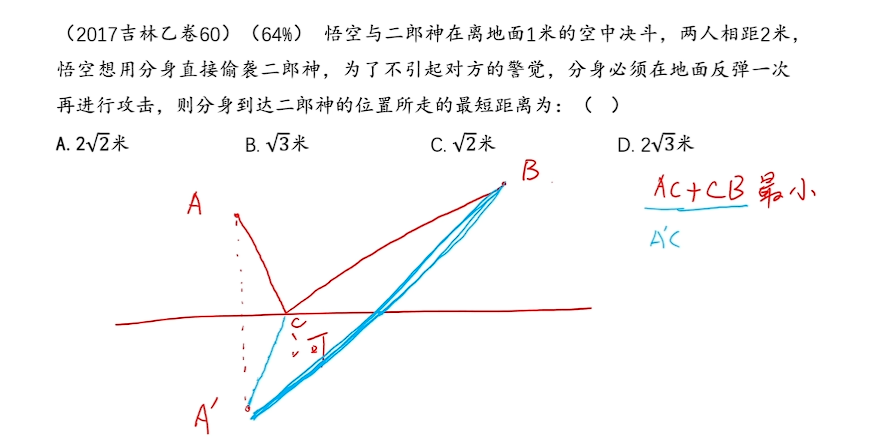 （2017吉林乙卷60）（64%） 悟空与二郎神在离地面1米的空中决斗，两人相距2米，
悟空想用分身直接偷袭二郎神，为了不引起对方的警觉，分身必须在地面反弹一次
再进行攻击，则分身到达二郎神的位置所走的最短距离为：（ ）
A. 2√2米 B. √3米 C. √2米 D. 2√3米
B
AC+CB 最小
A
A'C
C
河
A'